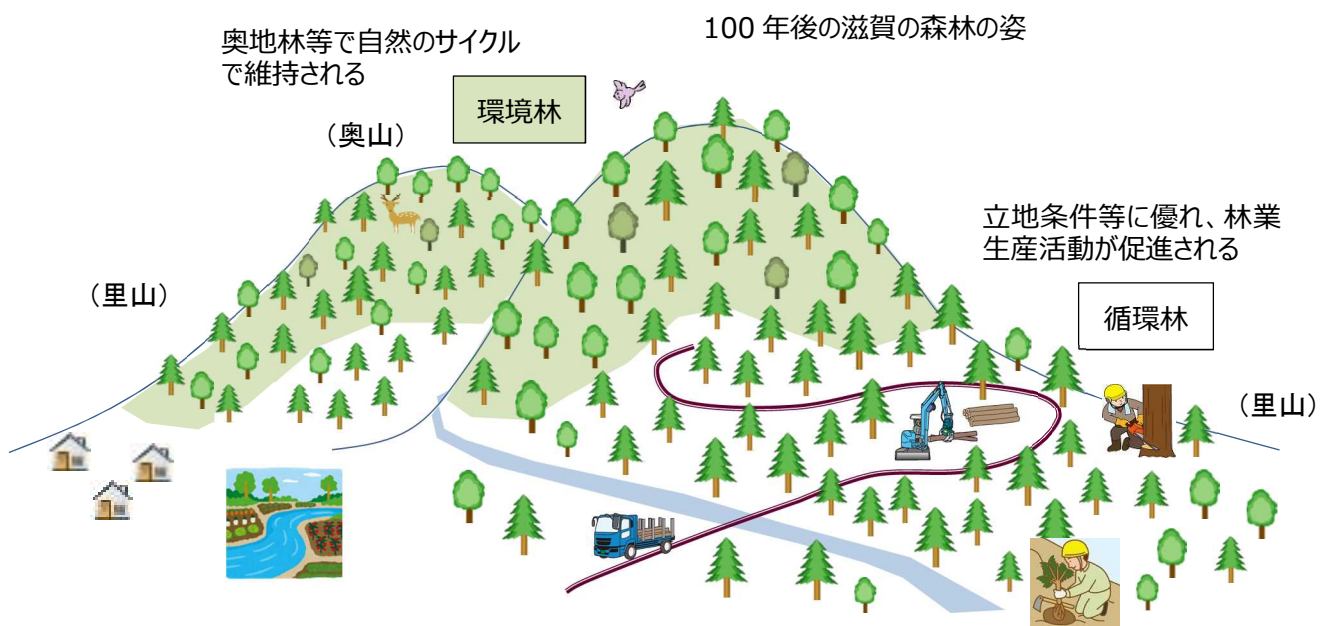 100 年後の滋賀の森林の姿
奥地林等で自然のサイクル
で維持される
環境林
（奥山）
立地条件等に優れ、林業
生産活動が促進される
（里山）
循環林
（里山）